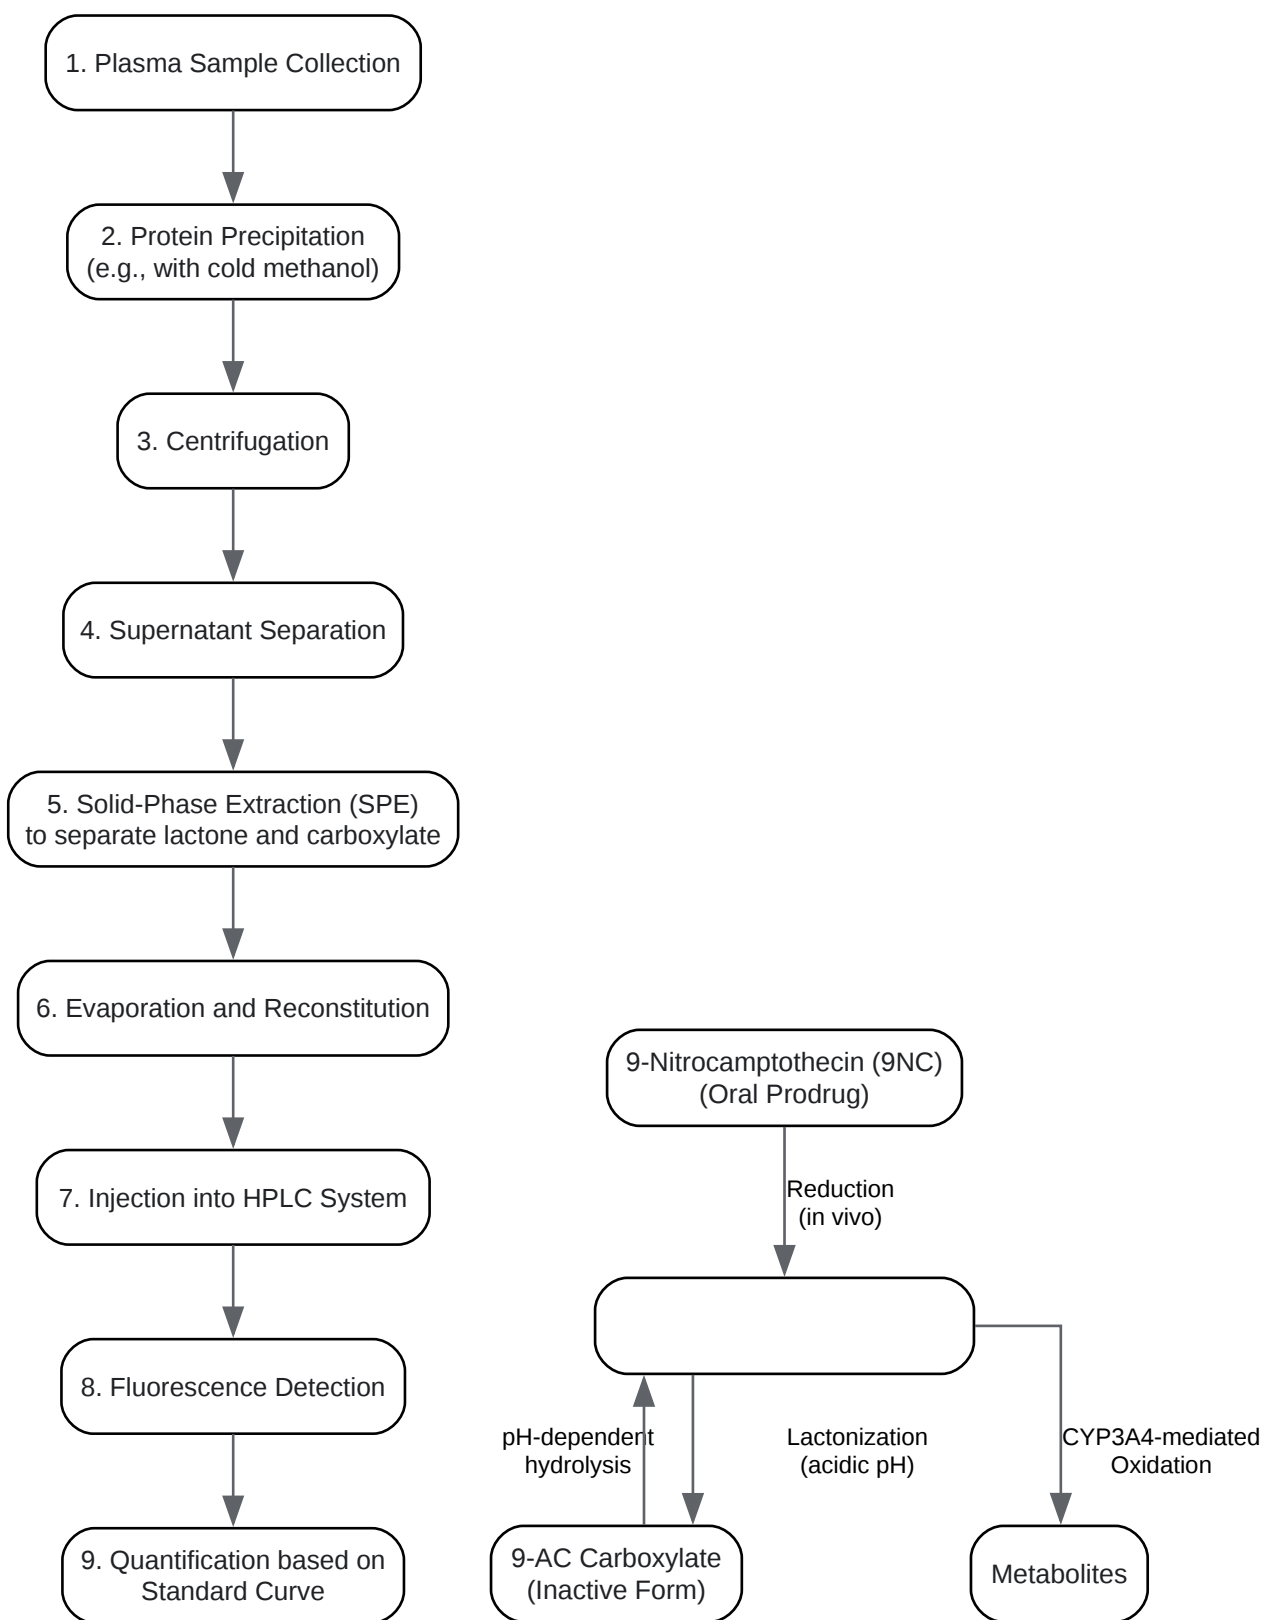 1. Plasma Sample Collection
2. Protein Precipitation
(e.g., with cold methanol)
3. Centrifugation
4. Supernatant Separation
5. Solid-Phase Extraction (SPE)
to separate lactone and carboxylate
6. Evaporation and Reconstitution
7. Injection into HPLC System
8. Fluorescence Detection
9. Quantification based on
Standard Curve
9-Nitrocamptothecin (9NC)
(Oral Prodrug)
Reduction
(in vivo)
pH-dependent
hydrolysis
Lactonization
(acidic pH)
CYP3A4-mediated
Oxidation
9-AC Carboxylate
(Inactive Form)
Metabolites